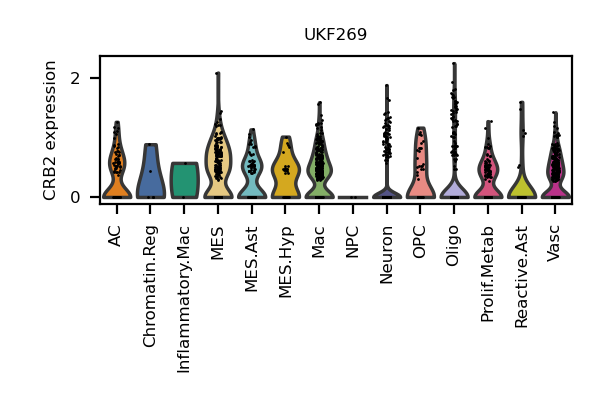 UKF269
CRB2 expression
2
0
AC
Chromatin.Reg
Inflammatory.Mac
MES
MES.Ast
MES.Hyp
Mac
NPC
Neuron
OPC
Oligo
Prolif.Metab
Reactive.Ast
Vasc